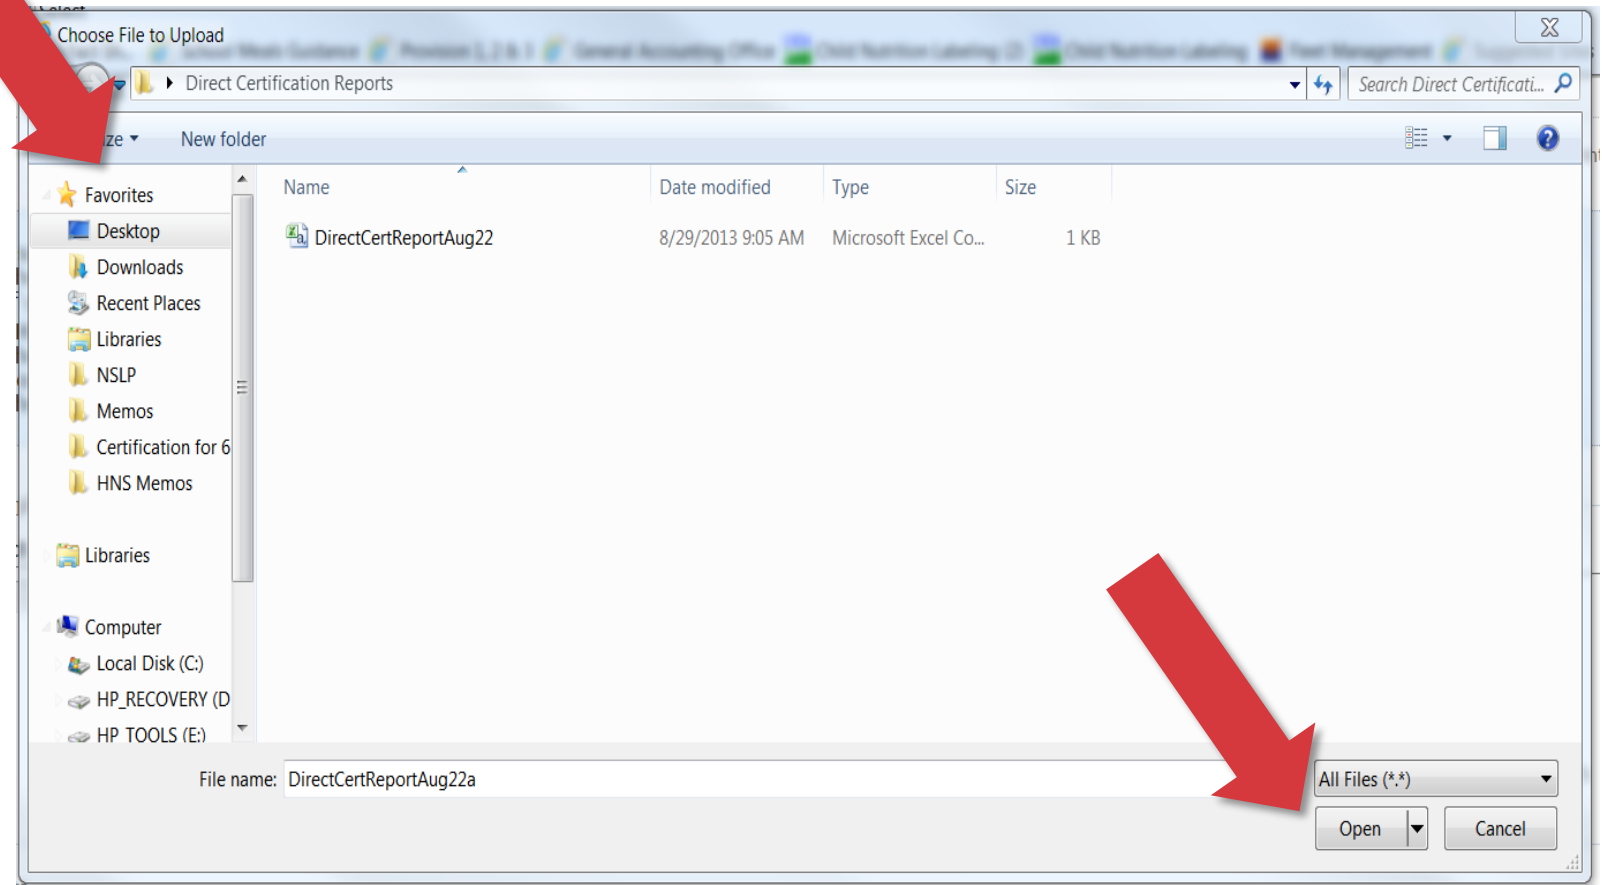 Choose File to Upload
Direct Certification Reports
Search Direct Certificati...
ize
New folder
Favorites
Desktop
Downloads
Recent Places
Libraries
NSLP
Memos
Certification for 6
HNS Memos
Libraries
Computer
Local Disk (C:)
HP_RECOVERY (D
HP_TOOLS (E:)
Name
Date modified
Type
Size
DirectCertReportAug22
8/29/2013 9:05 AM
Microsoft Excel Co...
1 KB
File name:
DirectCertReportAug22a
All Files (*.*)
Open
Cancel